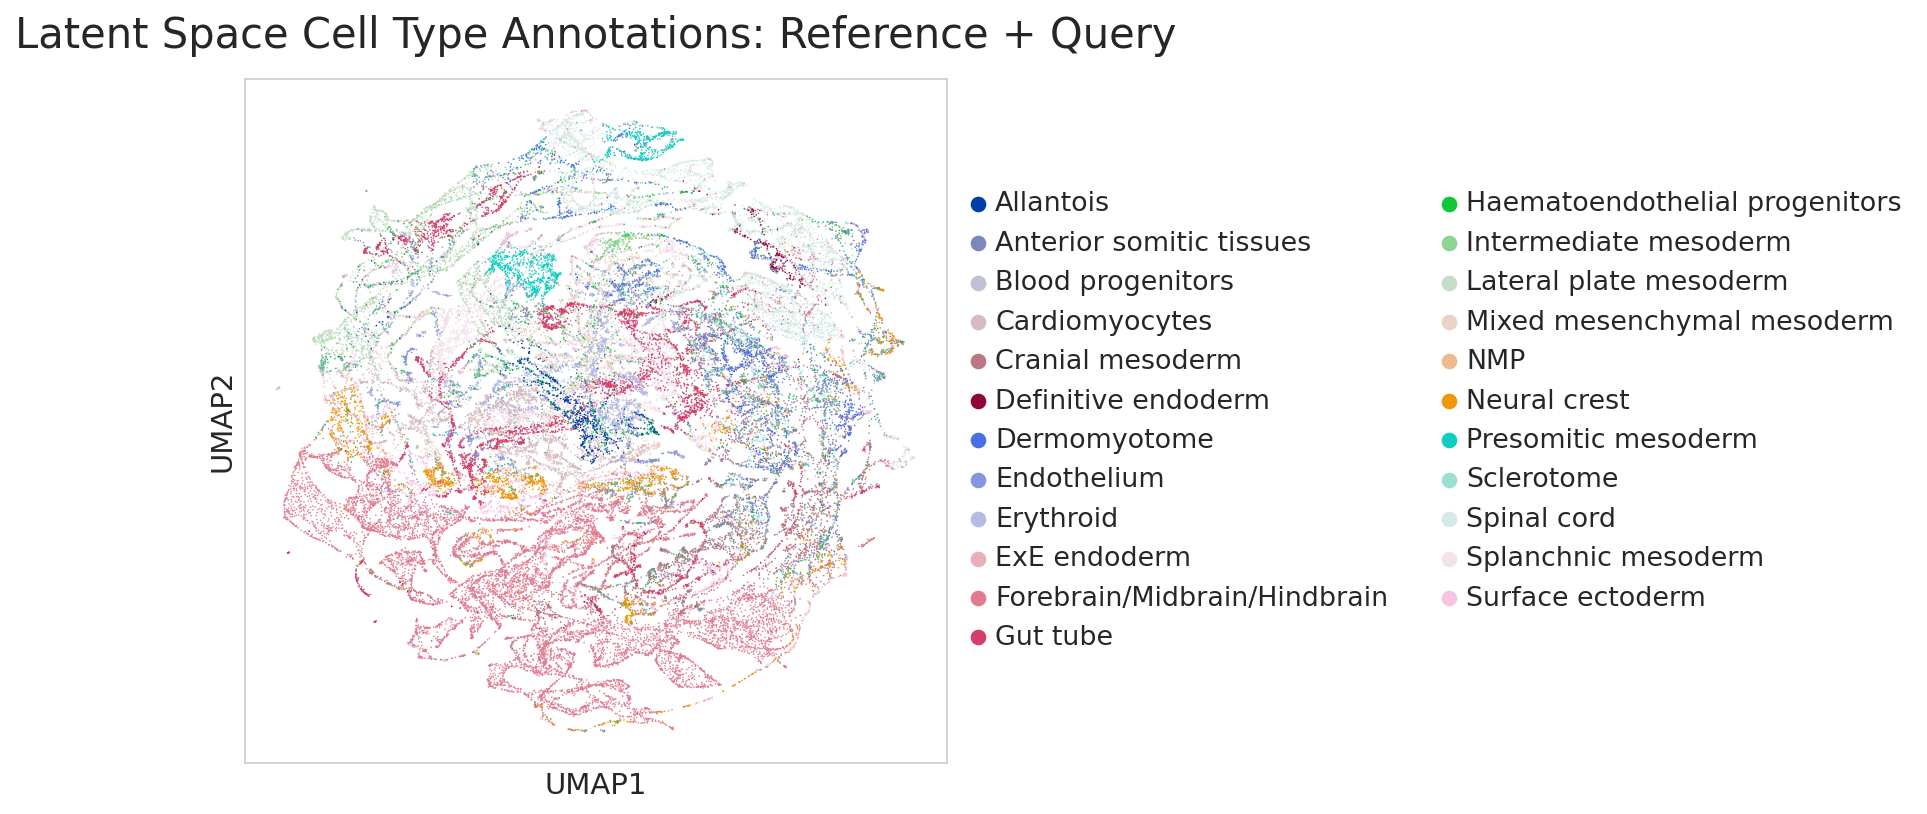 Latent Space Cell Type Annotations: Reference + Query
UMAP2
UMAP1
Allantois
Anterior somitic tissues
Blood progenitors
Cardiomyocytes
Cranial mesoderm
Definitive endoderm
Dermomyotome
Endothelium
Erythroid
ExE endoderm
Forebrain/Midbrain/Hindbrain
Gut tube
Haematoendothelial progenitors
Intermediate mesoderm
Lateral plate mesoderm
Mixed mesenchymal mesoderm
NMP
Neural crest
Presomitic mesoderm
Sclerotome
Spinal cord
Splanchnic mesoderm
Surface ectoderm